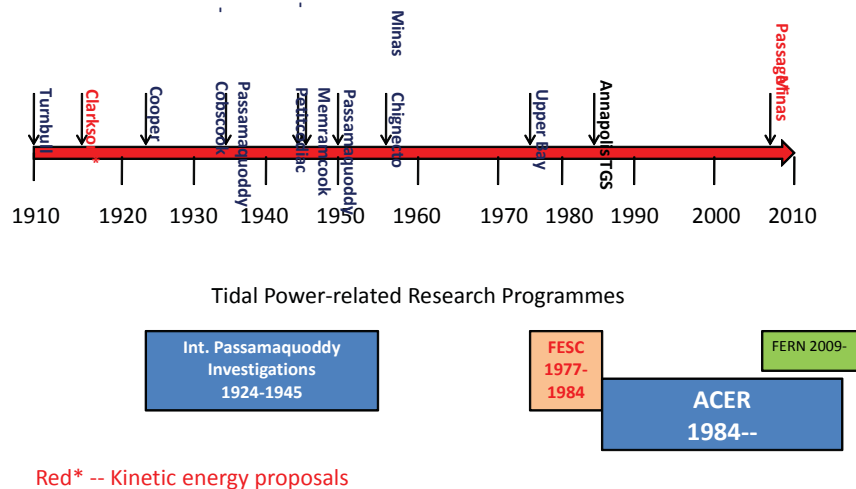 Turnbull
Clarkson*
Cooper
Cobscook
Passamaquoddy
Petitcodiac
Memramcook
Passamaquoddy
Minas
Chignecto
Upper Bay
Annapolis TGS
Minas
Passage*
1910 1920 1930 1940 1950 1960 1970 1980 1990 2000 2010
Tidal Power-related Research Programmes
Int. Passamaquoddy
Investigations
1924-1945
FESC
1977-
1984
FERN 2009-
ACER
1984--
Red* -- Kinetic energy proposals